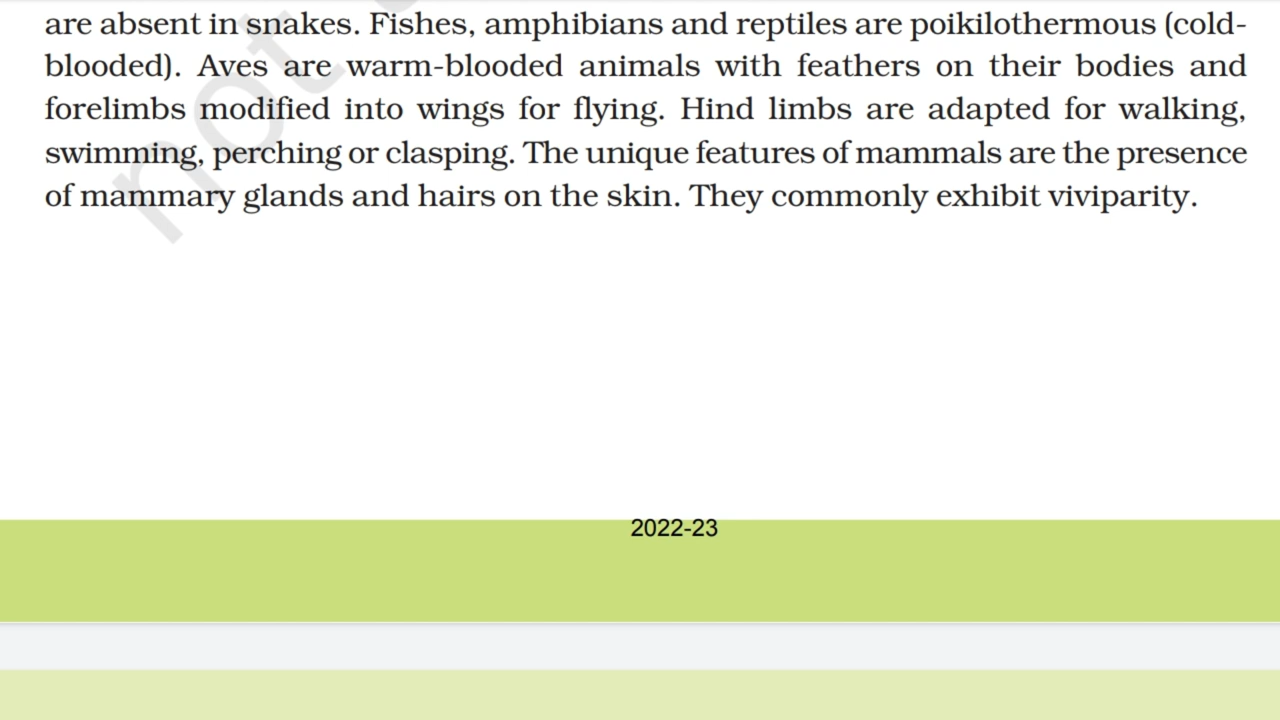 are absent in snakes. Fishes, amphibians and reptiles are poikilothermous (cold-
blooded). Aves are warm-blooded animals with feathers on their bodies and
forelimbs modified into wings for flying. Hind limbs are adapted for walking,
swimming, perching or clasping. The unique features of mammals are the presence
of mammary glands and hairs on the skin. They commonly exhibit viviparity.
not
2022-23